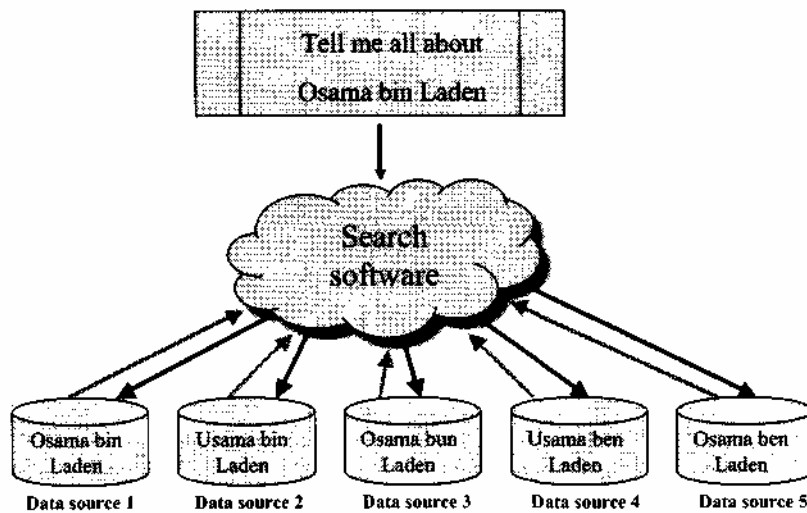 Tell me all about
Osama bin Laden
Search
software
Osama bin
Laden
Usama bin
Laden
Osama bun
Laden
Usama ben
Laden
Osama ben
Laden
Data source 1
Data source 2
Data source 3
Data source 4
Data source 5